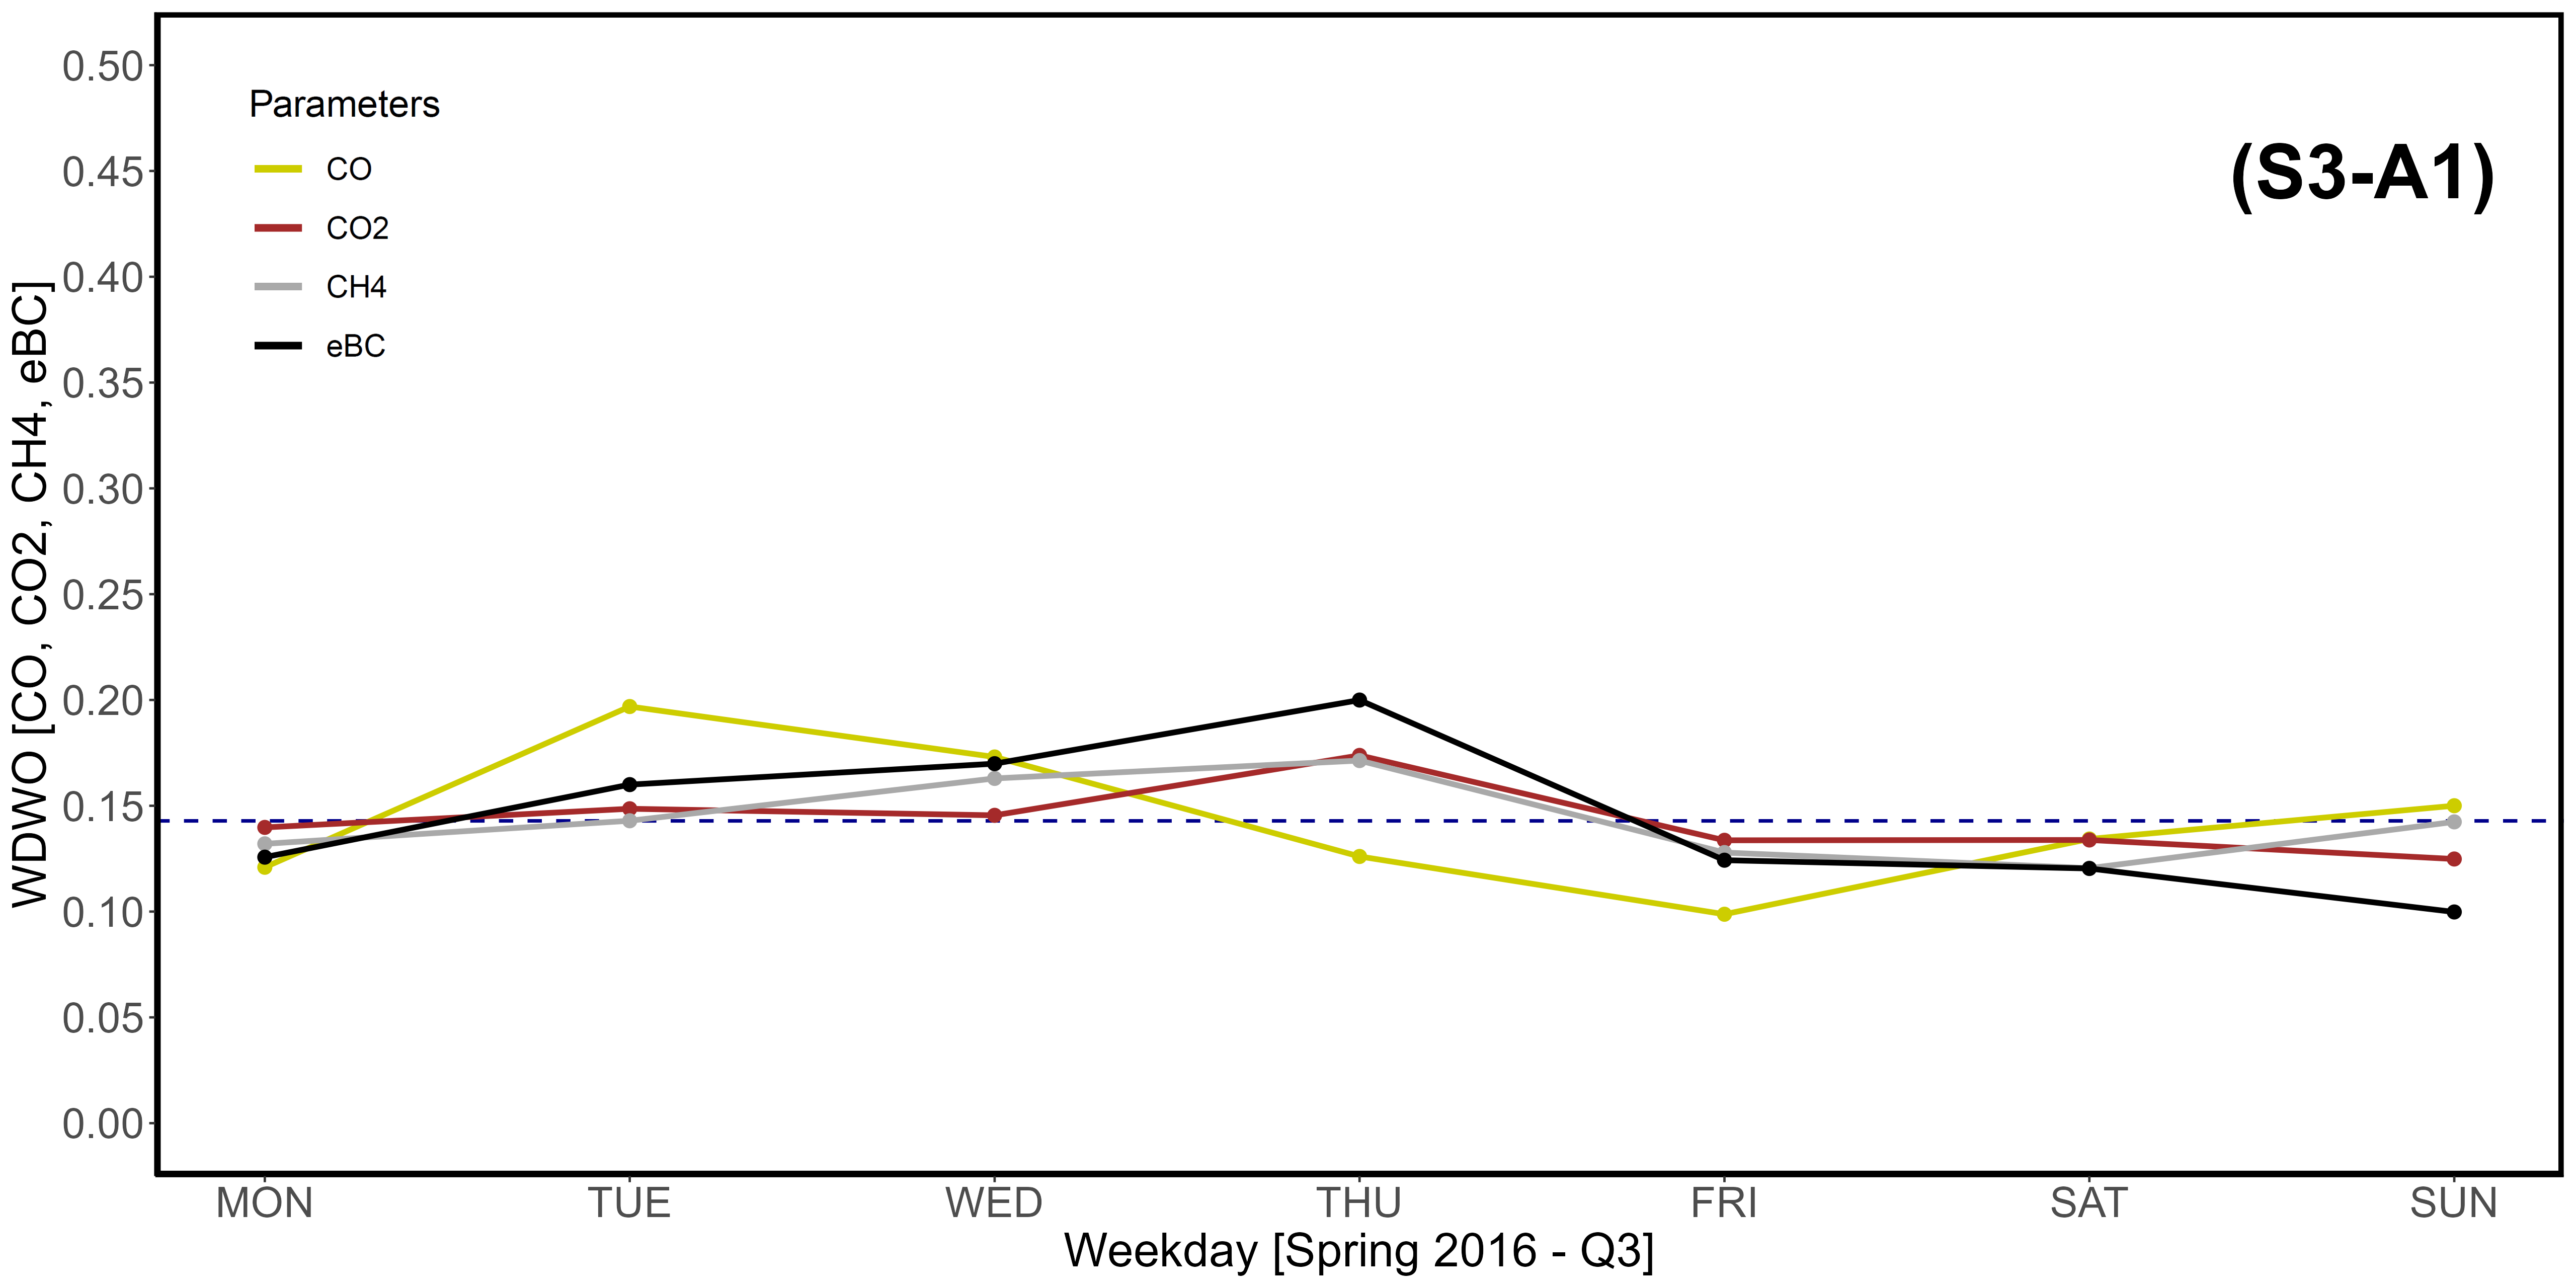 0.50
0.45
0.40
0.35
0.30
0.25
0.20
0.15
0.10
0.05
0.00
WDWO [CO, CO2, CH4, eBC]
Parameters
CO
CO2
CH4
eBC
(S3-A1)
MON TUE WED THU FRI SAT SUN
Weekday [Spring 2016 - Q3]